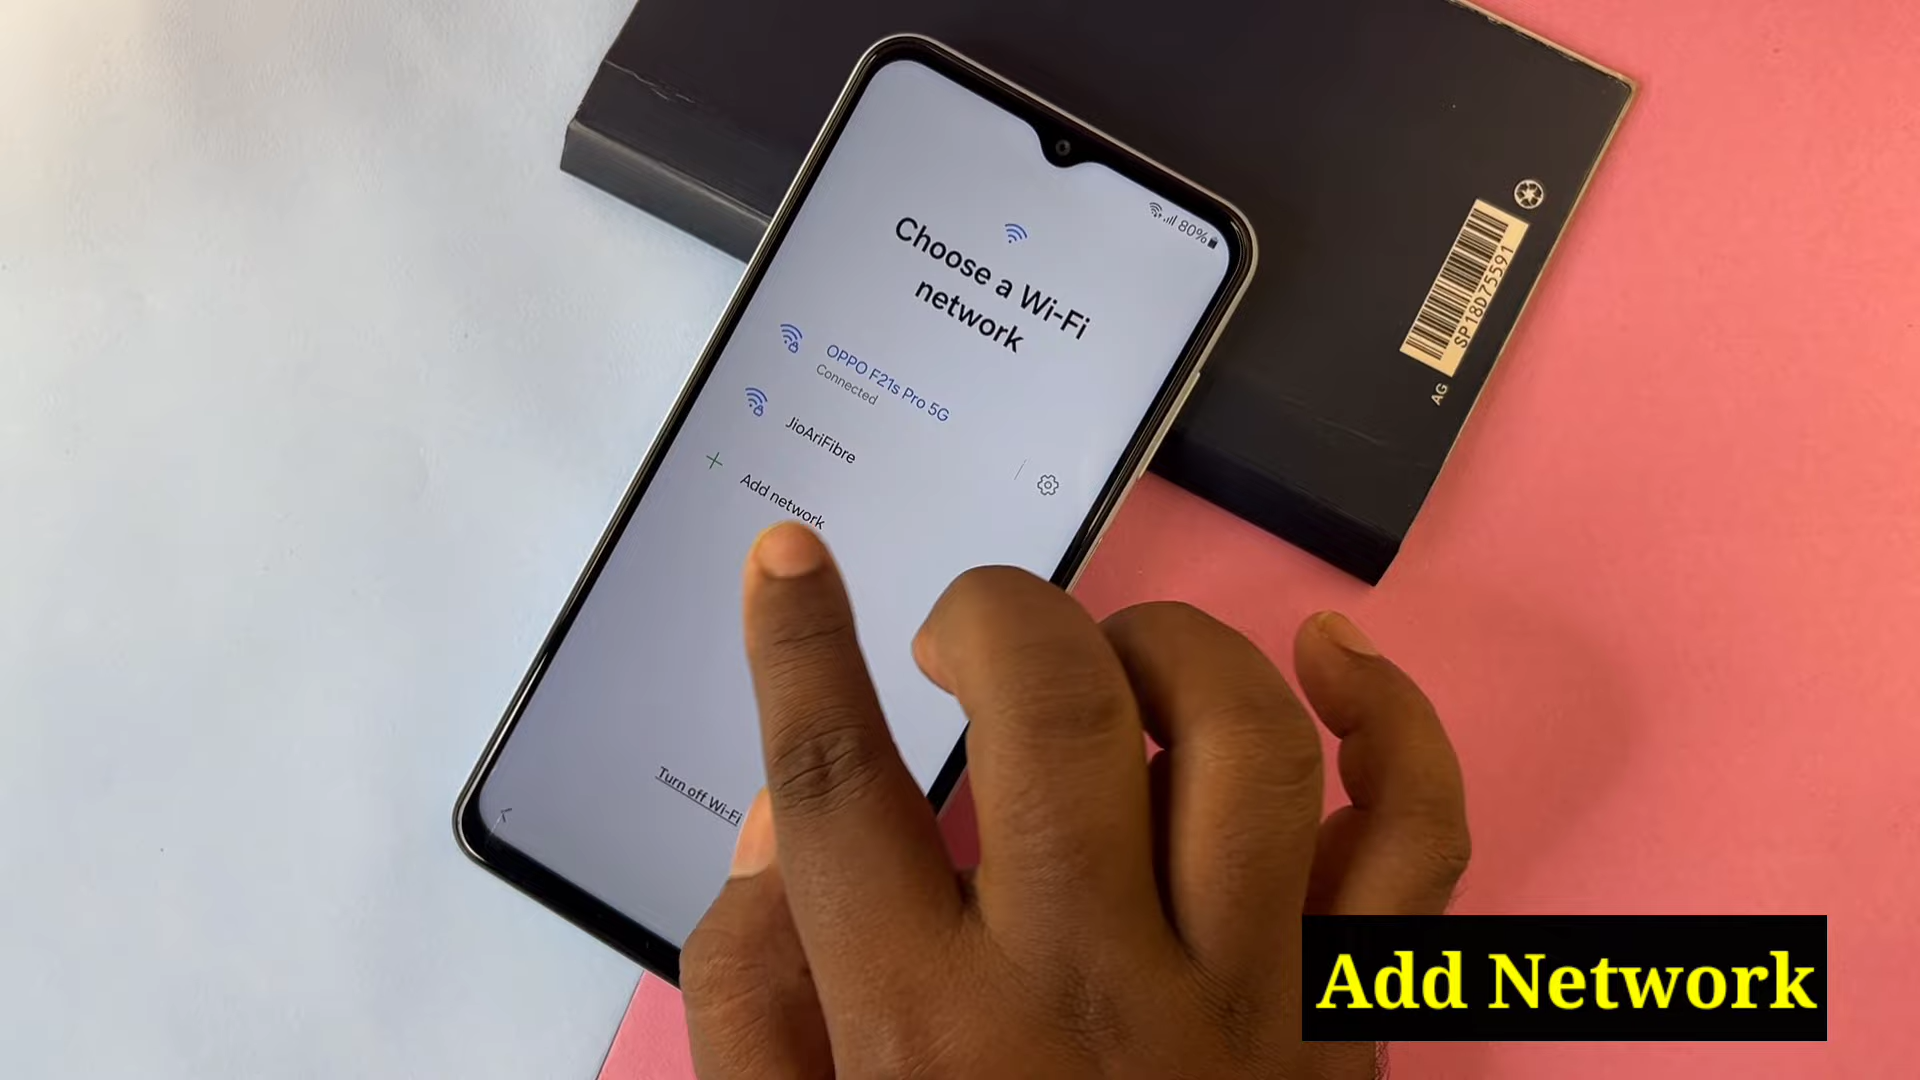 80%
Choose a Wi-Fi
network
OPPO F21s Pro 5G
Connected
JioAriFibre
Add network
Turn off Wi-Fi
SP18D75591
AG
Add Network